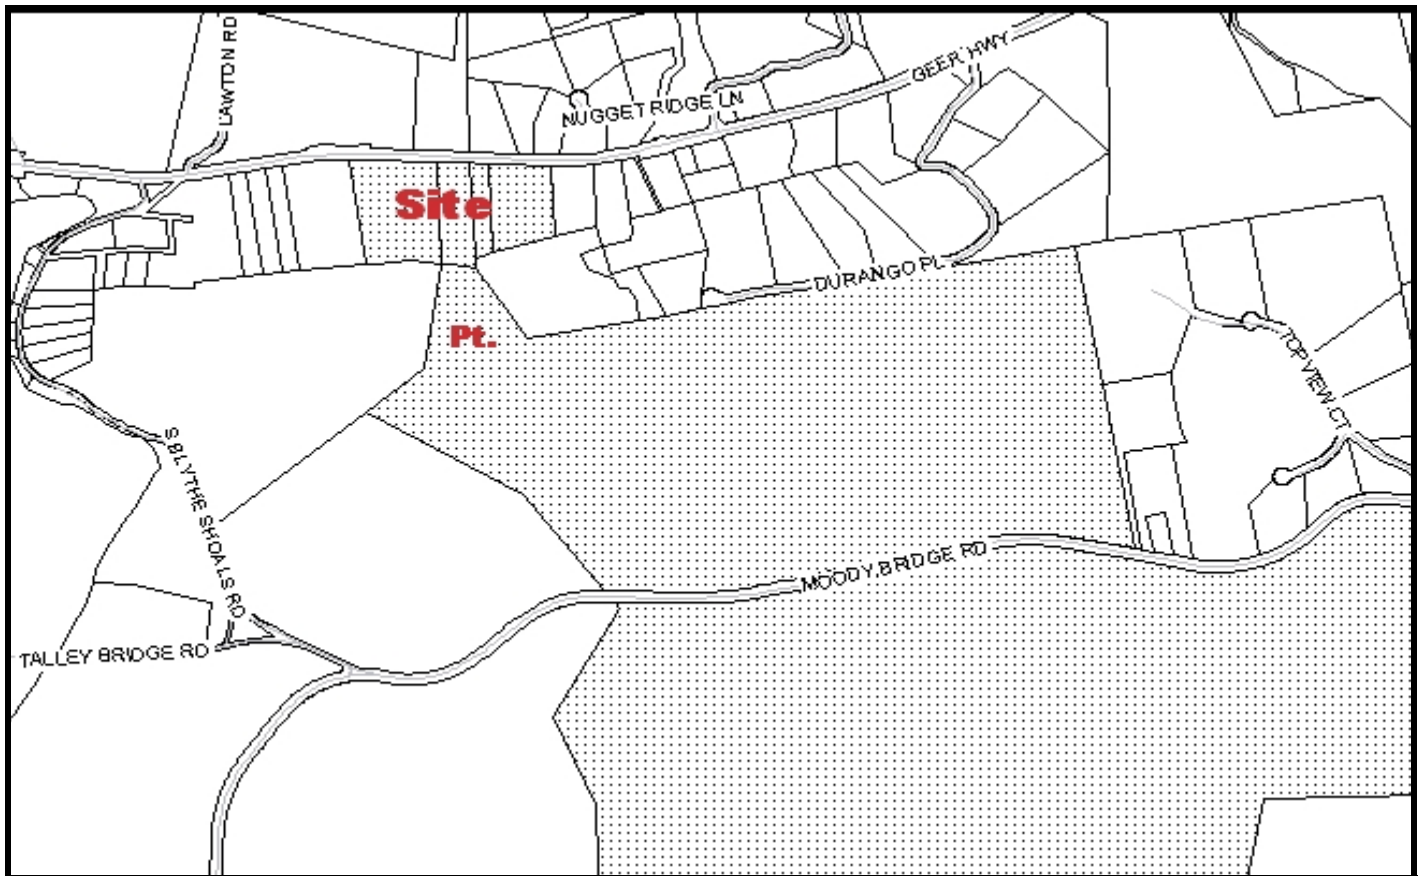 LAWTON RD
GEER HWY
NUGGET RIDGE LN
Site
DURANGO PL
Pt.
TOP VIEW CT
S BLYTHE SHOALS RD
MOODY BRIDGE RD
TALLEY BRIDGE RD